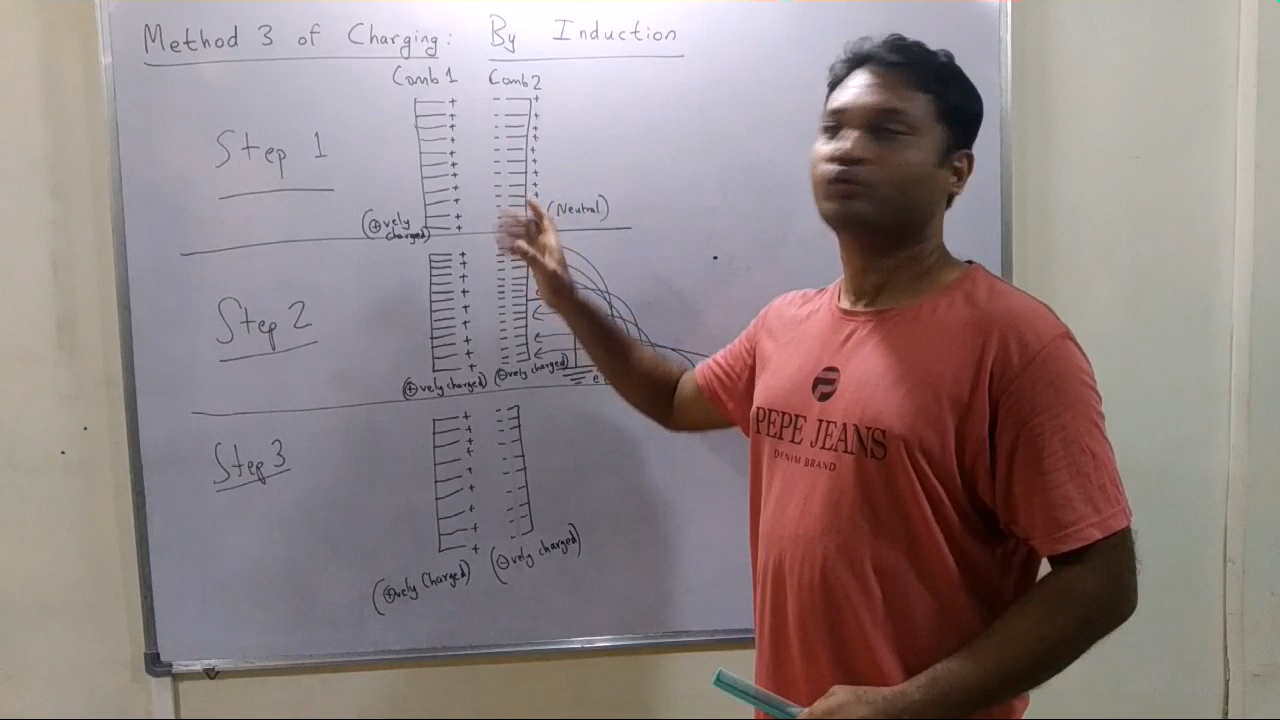 Method 3 of Charging: By Induction
Comb 1 Comb 2
Step 1
(⊕vely charged) (Neutral)
Step 2
(⊕vely charged) (⊖vely charged)
Step 3
(⊕vely Charged) (⊖vely charged)
PEPE JEANS
DENIM BRAND